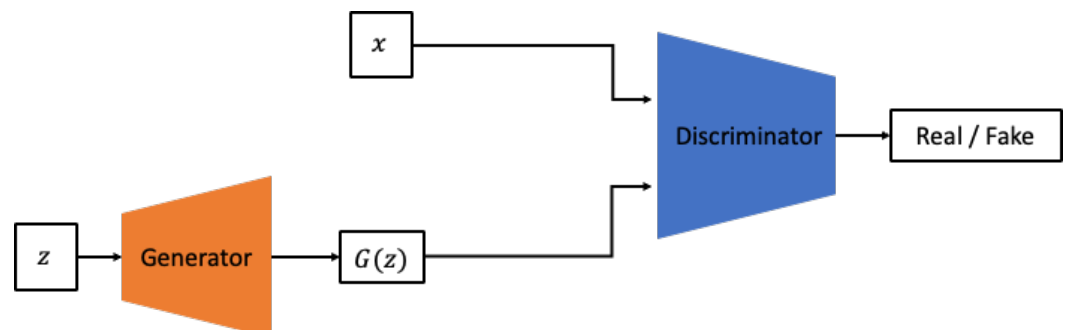 x
Discriminator
Real / Fake
z
Generator
G(z)